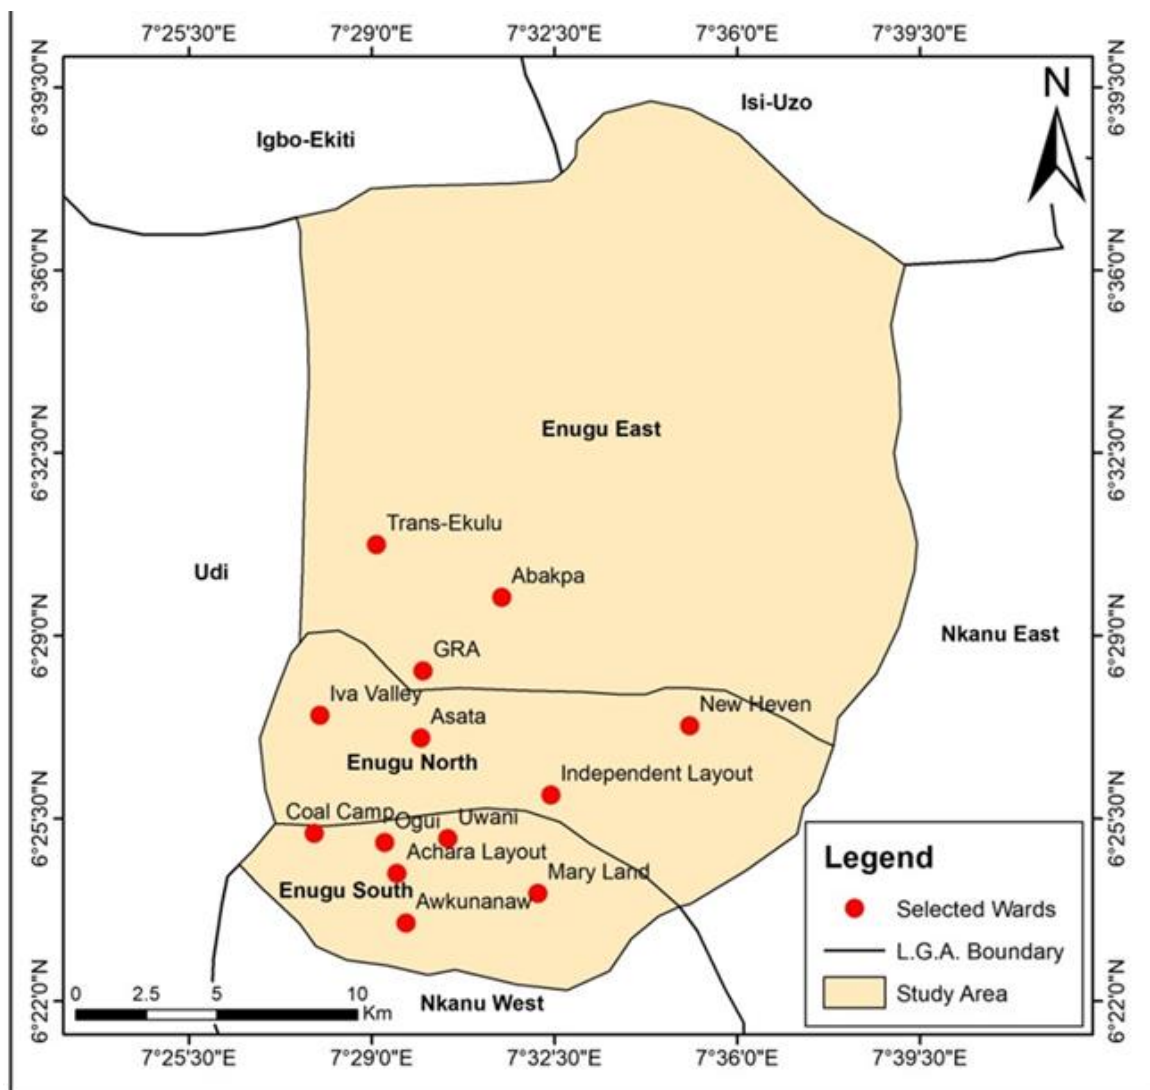 7°25'30"E 7°29'0"E 7°32'30"E 7°36'0"E 7°39'30"E
6°39'30"N
6°39'30"N
N
Isi-Uzo
Igbo-Ekiti
6°36'0"N
6°36'0"N
6°32'30"N
6°32'30"N
Enugu East
Trans-Ekulu
Udi
Abakpa
6°29'0"N
6°29'0"N
Nkanu East
GRA
Iva Valley
New Heven
Asata
Enugu North
Independent Layout
6°25'30"N
6°25'30"N
Coal Camp
Ogui
Uwani
Achara Layout
Mary Land
Enugu South
Awkunanaw
Legend
Selected Wards
L.G.A. Boundary
Study Area
6°22'0"N
6°22'0"N
0 2.5 5 10
Km
Nkanu West
7°25'30"E 7°29'0"E 7°32'30"E 7°36'0"E 7°39'30"E